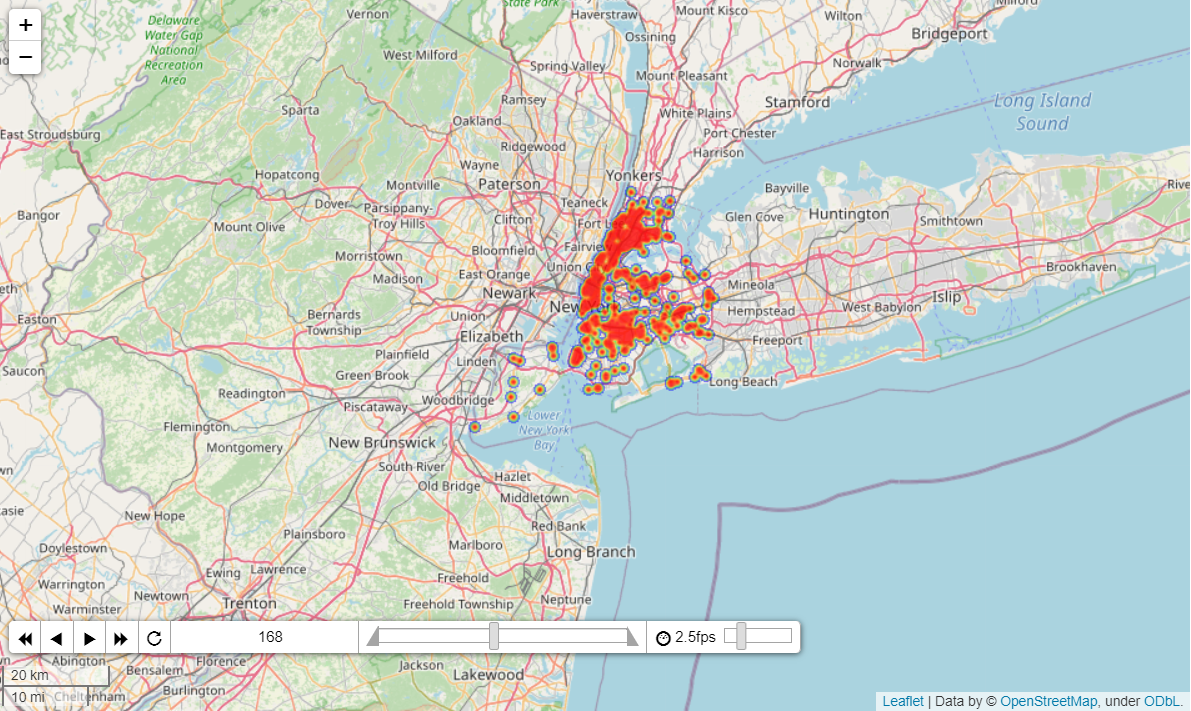 +
−
Vernon
Haverstraw
Mount Kisco
Wilton
Milford
State Park
Bridgeport
Delaware
Water Gap
National
Recreation
Area
Ossining
West Milford
Spring Valley
Mount Pleasant
Norwalk
Stamford
Long Island
Sound
Sparta
Ramsey
White Plains
Oakland
Port Chester
East Stroudsburg
Ridgewood
Harrison
Wayne
Hopatcong
Montville
Paterson
Yonkers
Bayville
Dover
Parsippany-
Troy Hills
Teaneck
Bangor
Mount Olive
Clifton
Fort L
Glen Cove
Huntington
Smithtown
Rive
Bloomfield
Fairvie
Morristown
Madison
East Orange
Union
Mineola
Brookhaven
Newark
New
Bernards
Township
Union
Hempstead
West Babylon
Islip
Easton
Elizabeth
Freeport
Plainfield
Linden
Saucon
Green Brook
Long Beach
Readington
Woodbridge
Piscataway
Lower
New York
Bay
Flemington
Montgomery
New Brunswick
South River
Old Bridge
Hazlet
Middletown
New Hope
Red Bank
Plainsboro
Doylestown
Marlboro
Long Branch
Ewing
Lawrence
Freehold
Warrington
Newtown
Warminster
Trenton
Freehold Township
Neptune
168
2.5fps
Abington
Bensalem
Florence
Jackson
Lakewood
20 km
10 mi
Cheltenham
Burlington
Leaflet | Data by © OpenStreetMap, under ODbL.